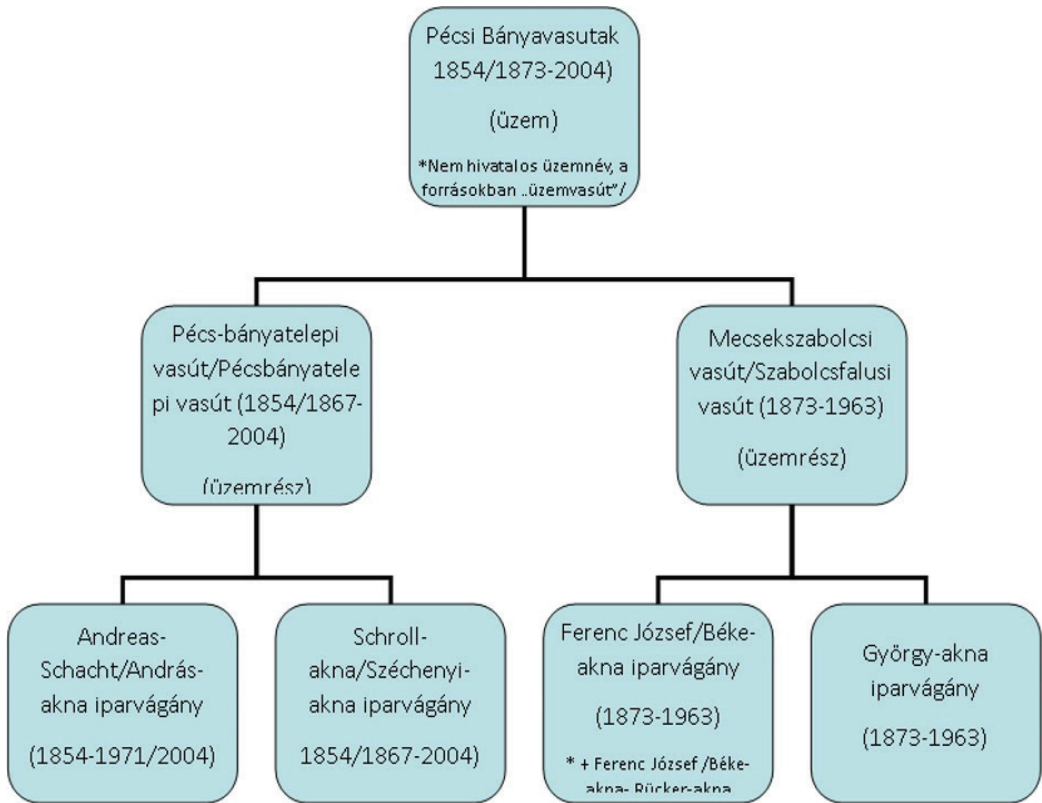 Pécsi Bányavasutak
1854/1873-2004)
(üzem)
*Nem hivatalos üzemnév, a
forrásokban „üzemvasút"/
Pécs-bányatelepi
vasút/Pécsbányatele
pi vasút (1854/1867-
2004)
(üzemrész)
Mecsekszabolcsi
vasút/Szabolcsfalusi
vasút (1873-1963)
(üzemrész)
Andreas-
Schacht/András-
akna iparvágány
(1854-1971/2004)
Schroll-
akna/Széchenyi-
akna iparvágány
1854/1867-2004)
Ferenc József/Béke-
akna iparvágány
(1873-1963)
* + Ferenc József /Béke-
akna- Rücker-akna
György-akna
iparvágány
(1873-1963)